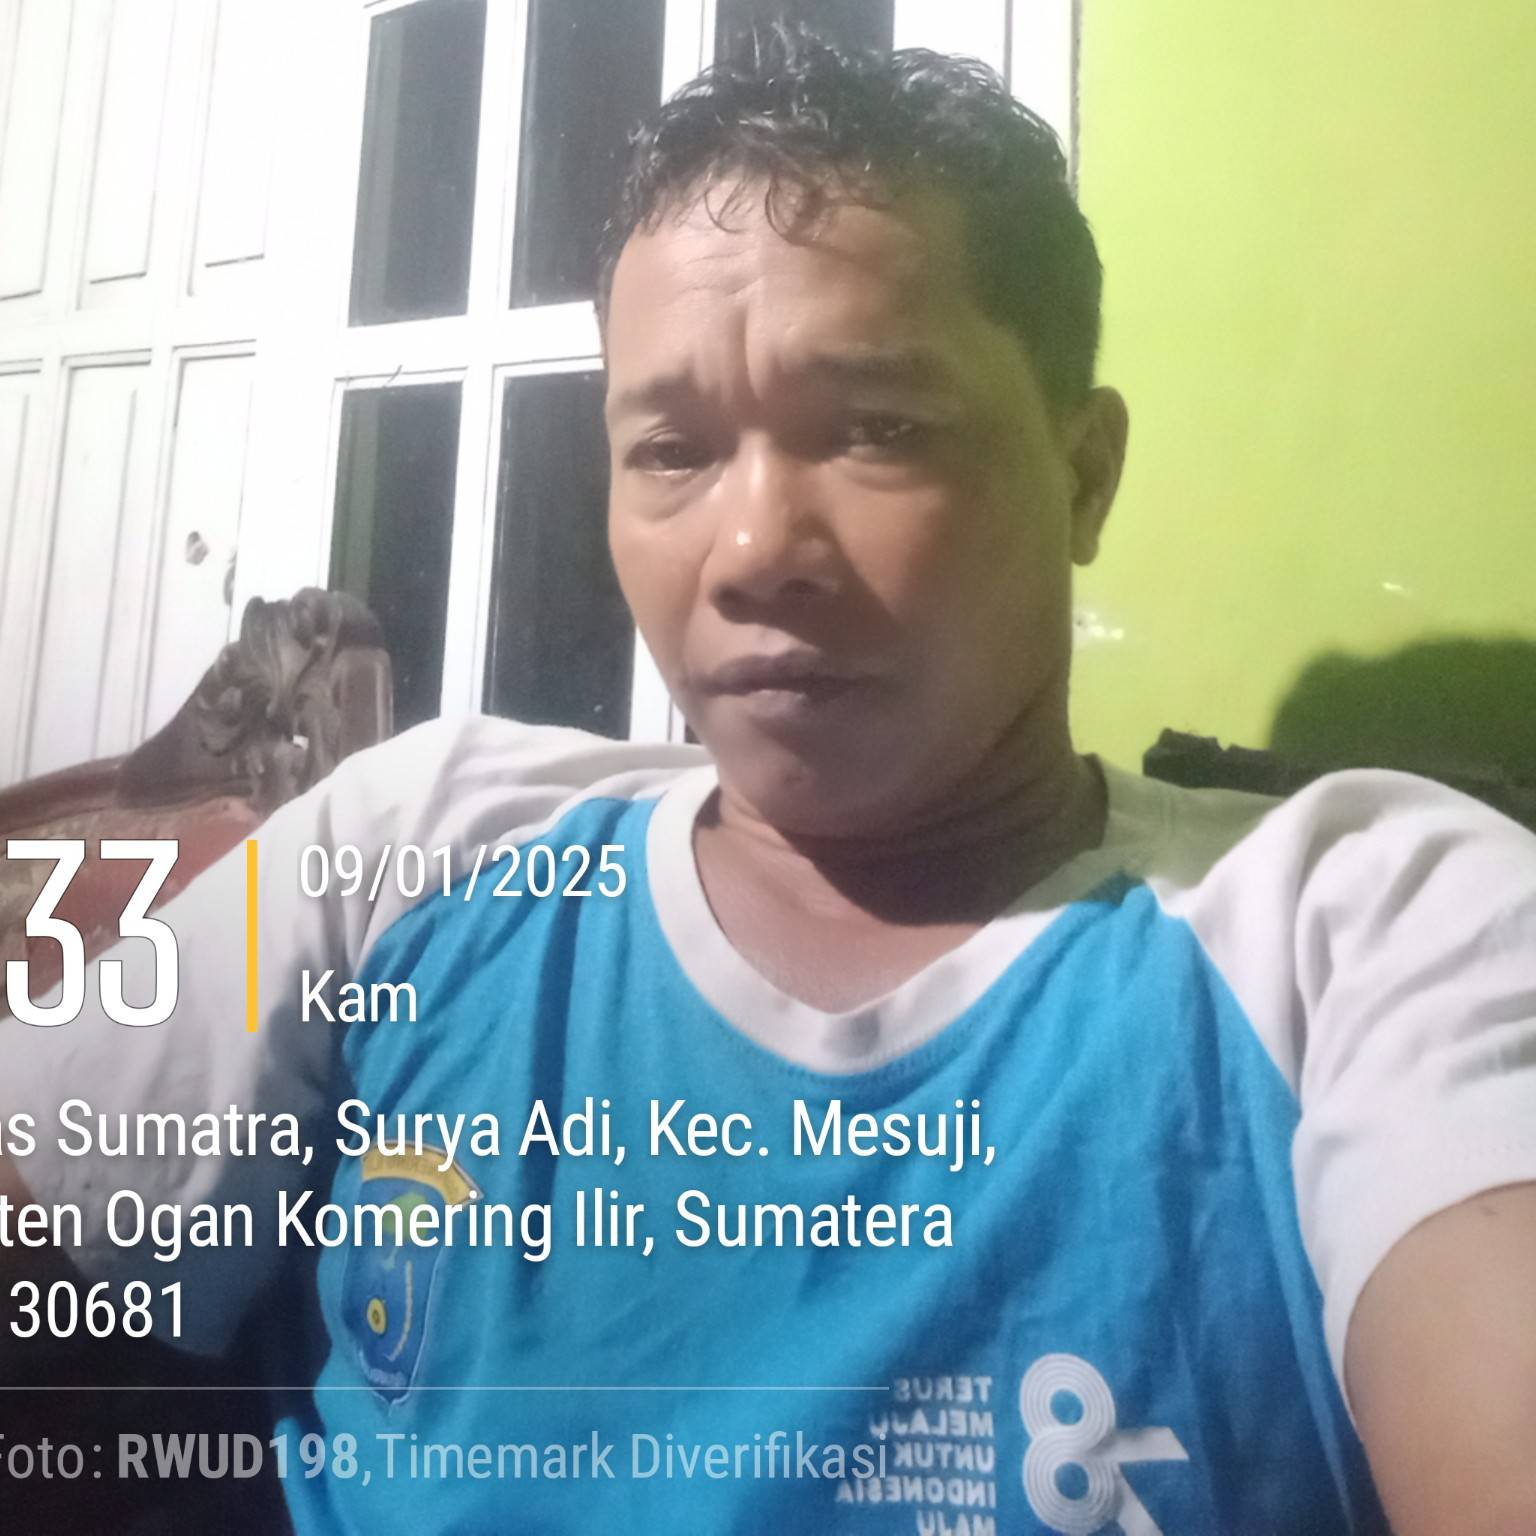 33
09/01/2025
Kam
as Sumatra, Surya Adi, Kec. Mesuji,
ten Ogan Komering Ilir, Sumatera
30681
Foto: RWUD198, Timemark Diverifikasi
TERUS
MELAJU
UNTUK
INDONESIA
MAJU